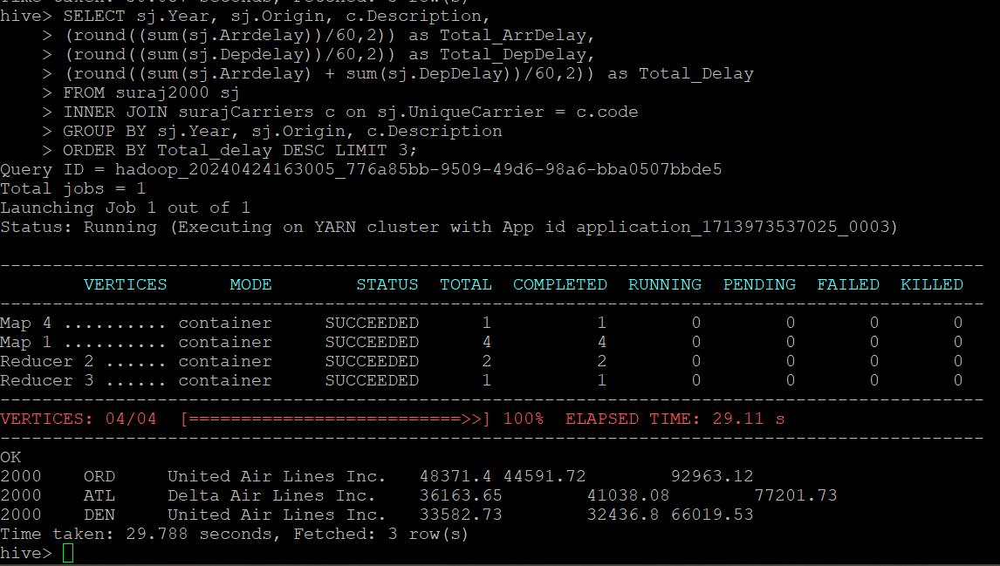 hive> SELECT sj.Year, sj.Origin, c.Description,
    > (round((sum(sj.Arrdelay))/60,2)) as Total_ArrDelay,
    > (round((sum(sj.Depdelay))/60,2)) as Total_DepDelay,
    > (round((sum(sj.Arrdelay) + sum(sj.DepDelay))/60,2)) as Total_Delay
    > FROM suraj2000 sj
    > INNER JOIN surajCarriers c on sj.UniqueCarrier = c.code
    > GROUP BY sj.Year, sj.Origin, c.Description
    > ORDER BY Total_delay DESC LIMIT 3;
Query ID = hadoop_20240424163005_776a85bb-9509-49d6-98a6-bba0507bbde5
Total jobs = 1
Launching Job 1 out of 1
Status: Running (Executing on YARN cluster with App id application_1713973537025_0003)
----------------------------------------------------------------------------------------------
        VERTICES      MODE        STATUS  TOTAL  COMPLETED  RUNNING  PENDING  FAILED  KILLED
----------------------------------------------------------------------------------------------
Map 4 .......... container     SUCCEEDED      1          1        0        0       0       0
Map 1 .......... container     SUCCEEDED      4          4        0        0       0       0
Reducer 2 ...... container     SUCCEEDED      2          2        0        0       0       0
Reducer 3 ...... container     SUCCEEDED      1          1        0        0       0       0
----------------------------------------------------------------------------------------------
VERTICES: 04/04  [==========================>>] 100%  ELAPSED TIME: 29.11 s
----------------------------------------------------------------------------------------------
OK
2000    ORD     United Air Lines Inc.   48371.4 44591.72        92963.12
2000    ATL     Delta Air Lines Inc.    36163.65        41038.08        77201.73
2000    DEN     United Air Lines Inc.   33582.73        32436.8 66019.53
Time taken: 29.788 seconds, Fetched: 3 row(s)
hive>